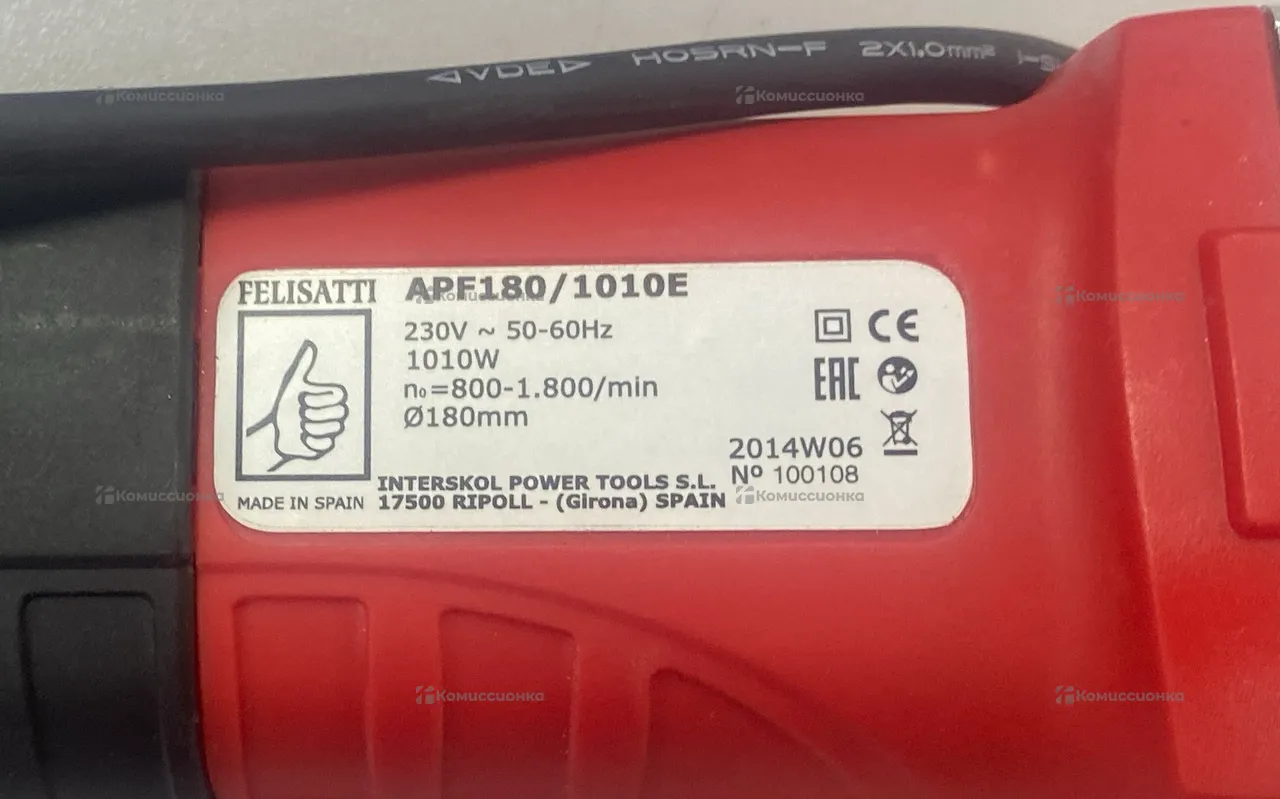 VDE H05RN-F 2X1.0mm²
FELISATTI
APF180/1010E
230V ~ 50-60Hz
1010W
n₀=800-1.800/min
Ø180mm
CE
EAC
2014W06
Nº 100108
INTERSKOL POWER TOOLS S.L.
MADE IN SPAIN 17500 RIPOLL - (Girona) SPAIN
Комиссионка
Комиссионка
Комиссионка
Комиссионка
Комиссионка
Комиссионка
Комиссионка
Комиссионка